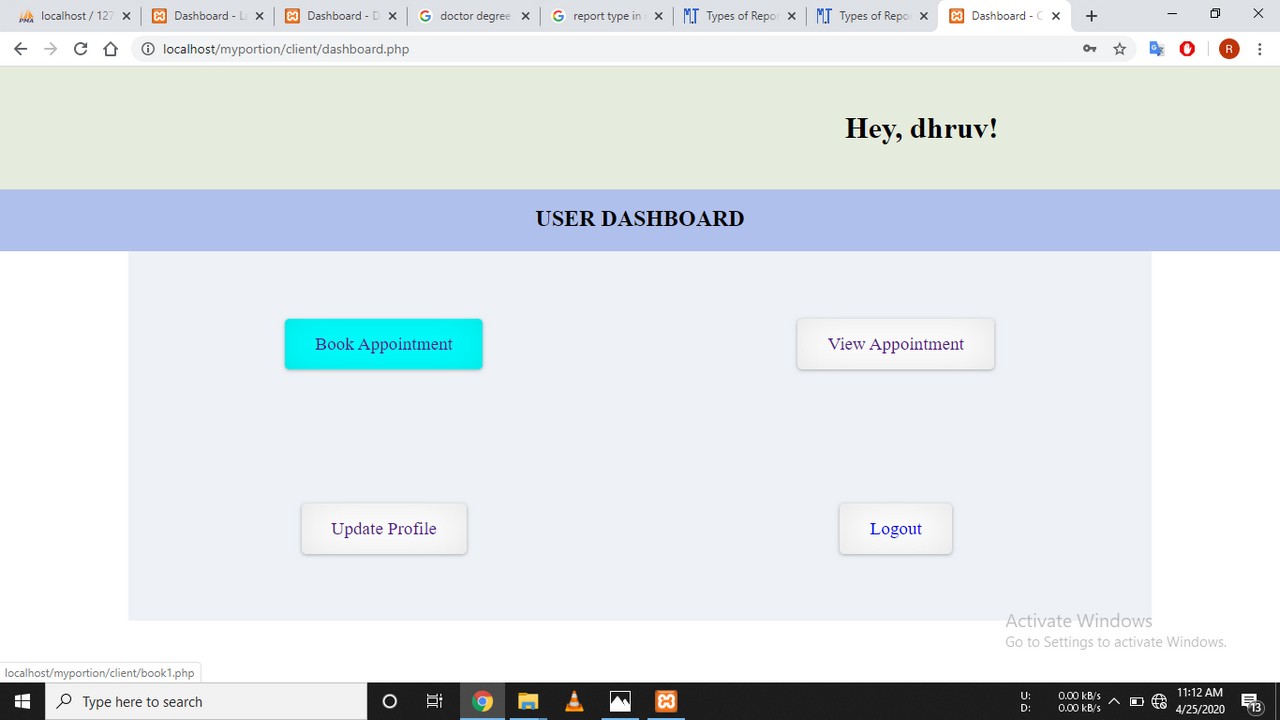 localhost / 127
Dashboard - L
Dashboard - D
doctor degree
report type in
Types of Repor
Types of Repo
Dashboard - C
localhost/myportion/client/dashboard.php
R
Hey, dhruv!
USER DASHBOARD
Book Appointment
View Appointment
Update Profile
Logout
Activate Windows
Go to Settings to activate Windows.
localhost/myportion/client/book1.php
Type here to search
U: 0.00 kB/s
D: 0.00 kB/s
11:12 AM
4/25/2020
13